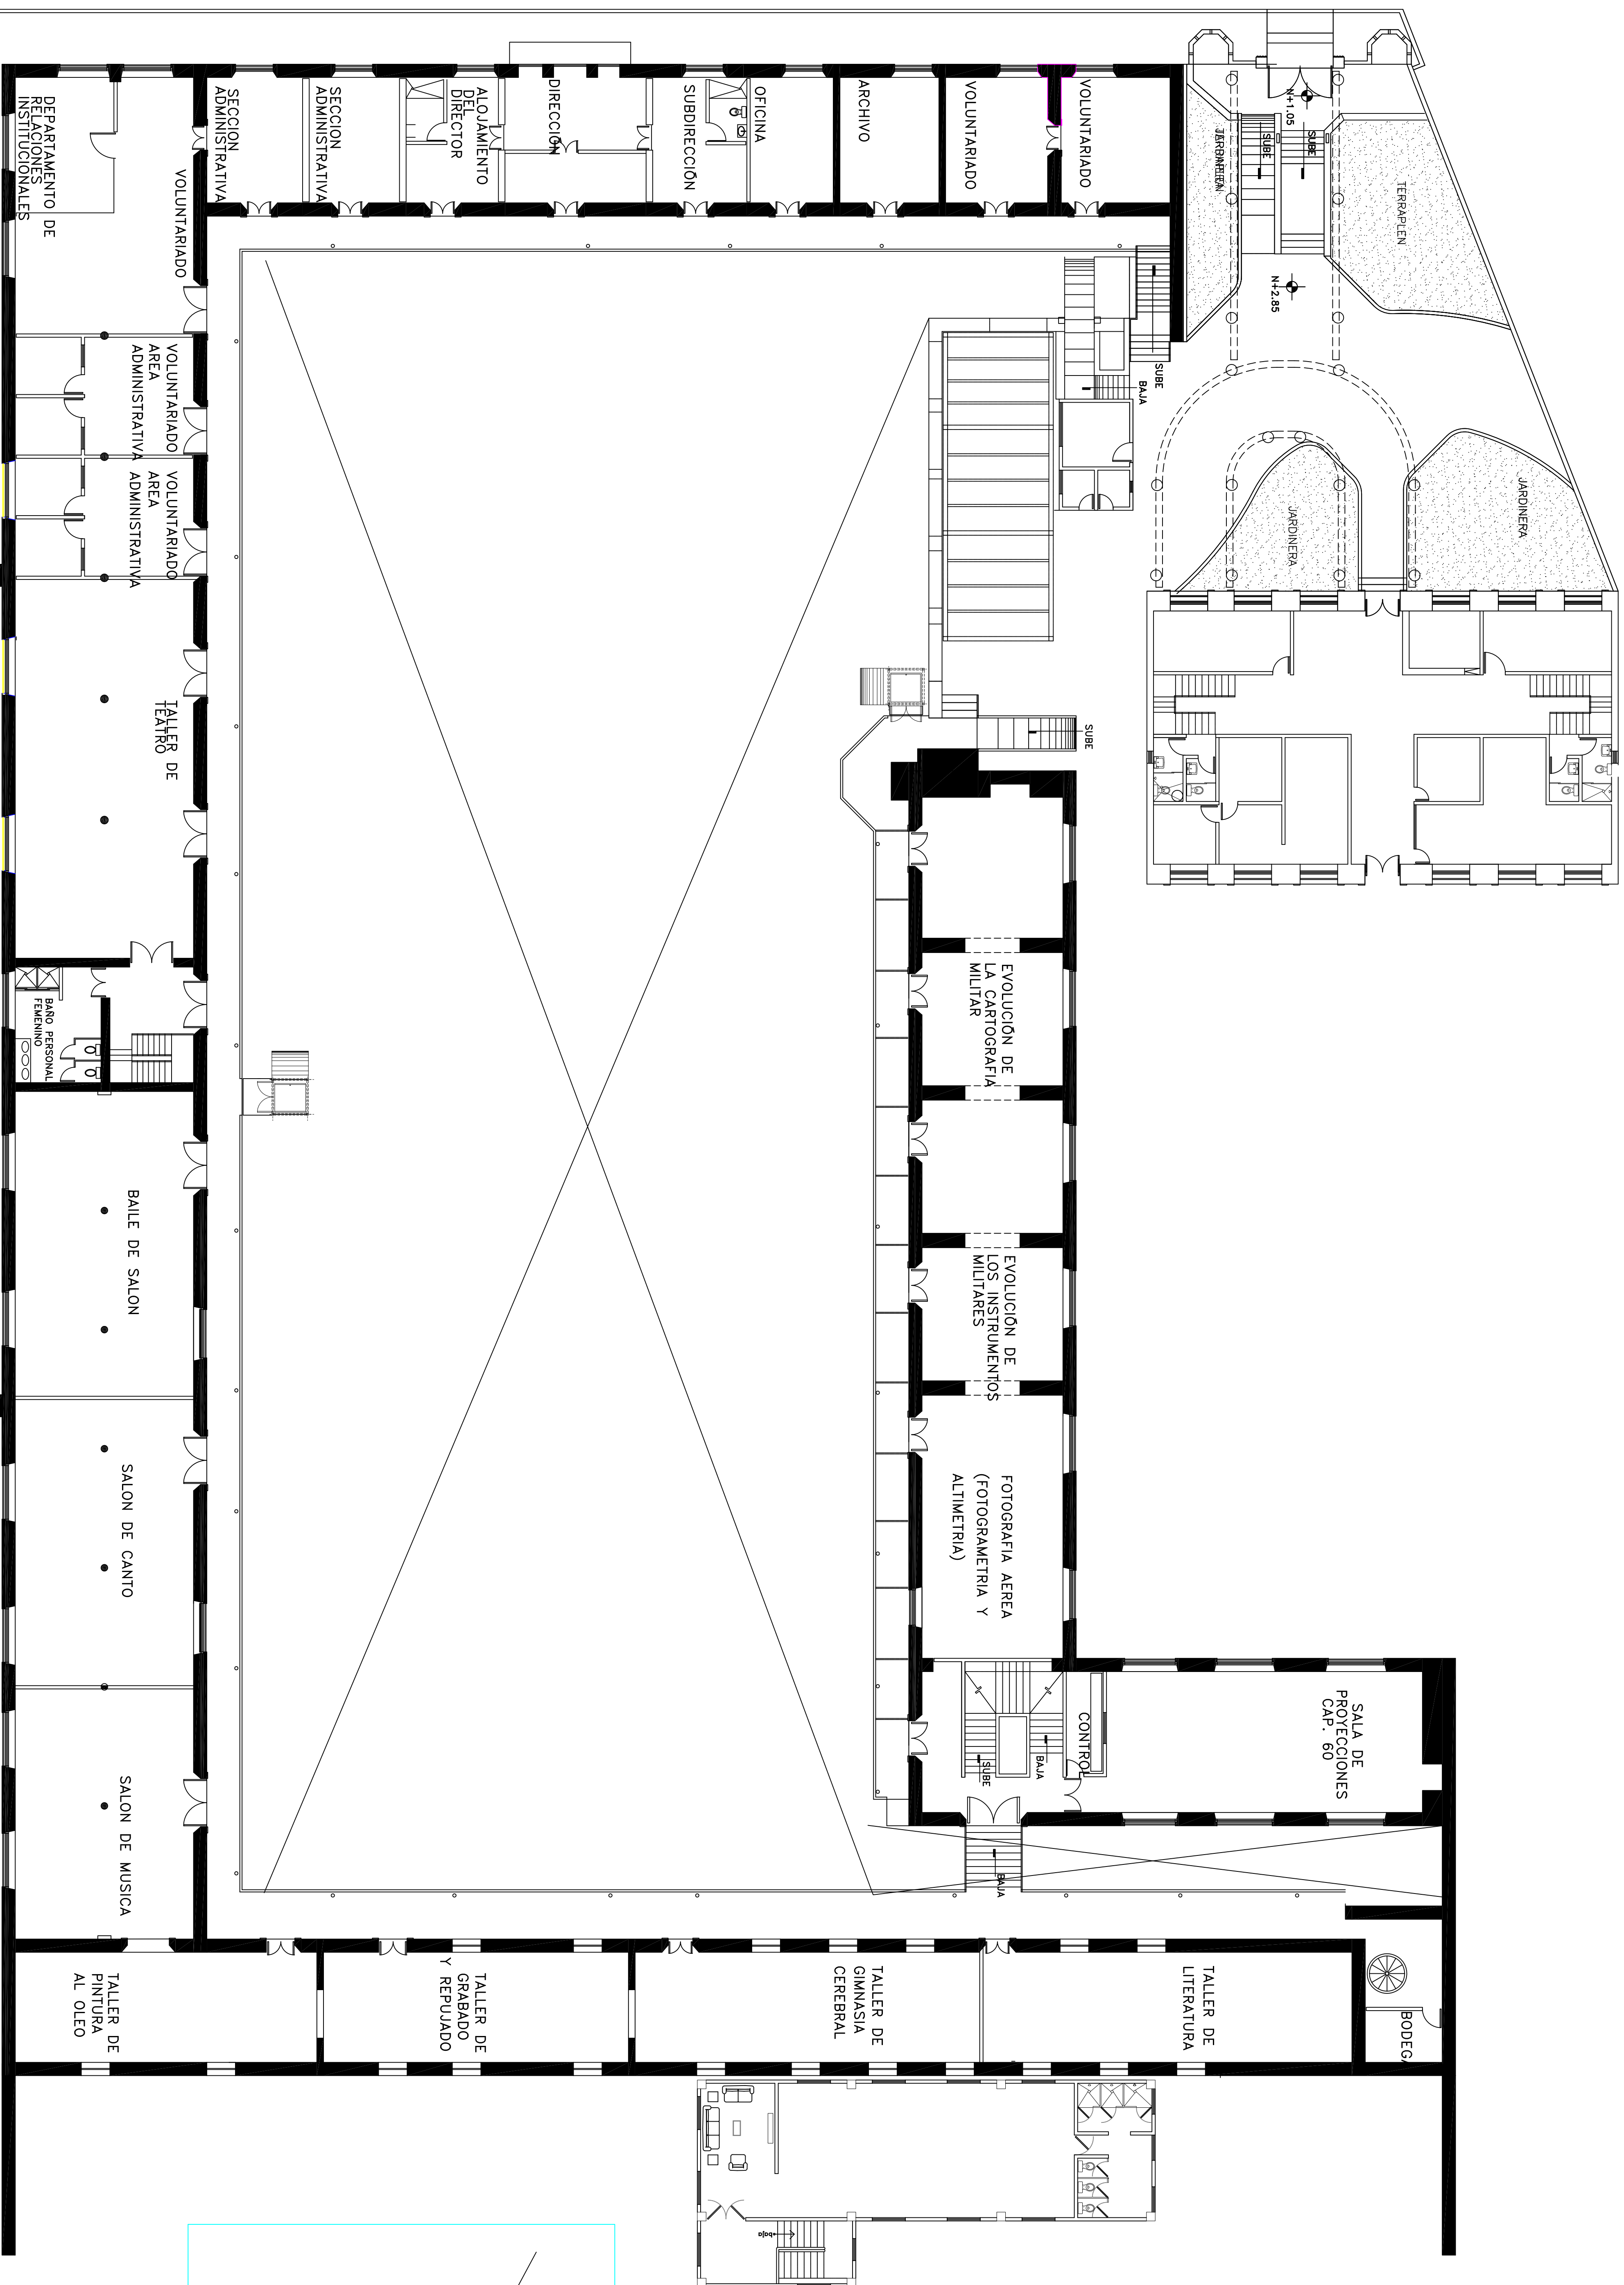 DEPARTAMENTO DE
RELACIONES
INSTITUCIONALES
VOLUNTARIADO
SECCION
ADMINISTRATIVA
SECCION
ADMINISTRATIVA
ALOJAMIENTO
DEL
DIRECTOR
DIRECCION
SUBDIRECCIÓN
OFICINA
ARCHIVO
VOLUNTARIADO
VOLUNTARIADO
N+1.05
SUBE
SUBE
TERRAPLEN
N+2.85
SUBE
BAJA
JARDINERA
JARDINERA
VOLUNTARIADO
AREA
ADMINISTRATIVA
VOLUNTARIADO
AREA
ADMINISTRATIVA
TALLER DE
TEATRO
SUBE
BAÑO PERSONAL
FEMENINO
EVOLUCIÓN DE
LA CARTOGRAFIA
MILITAR
BAILE DE SALON
EVOLUCIÓN DE
LOS INSTRUMENTOS
MILITARES
SALON DE CANTO
FOTOGRAFIA AEREA
(FOTOGRAMETRIA Y
ALTIMETRIA)
SALA DE
PROYECCIONES
CAP. 60
CONTROL
BAJA
SUBE
BAJA
SALON DE MUSICA
TALLER DE
PINTURA
AL OLEO
TALLER DE
GRABADO
Y REPUJADO
TALLER DE
GIMNASIA
CEREBRAL
TALLER DE
LITERATURA
BODEGA
baja